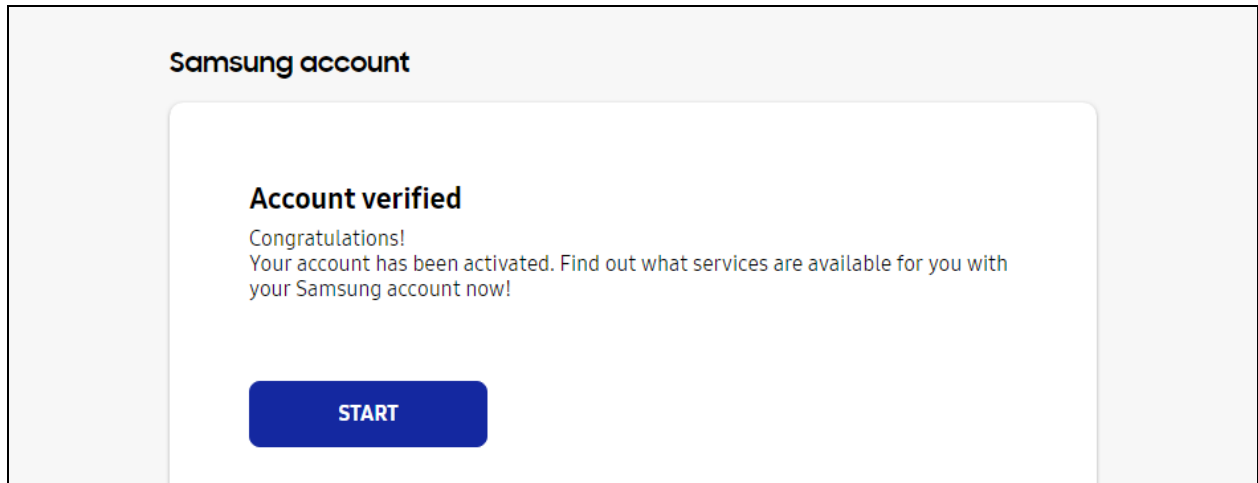 Samsung account
Account verified
Congratulations!
Your account has been activated. Find out what services are available for you with
your Samsung account now!
START